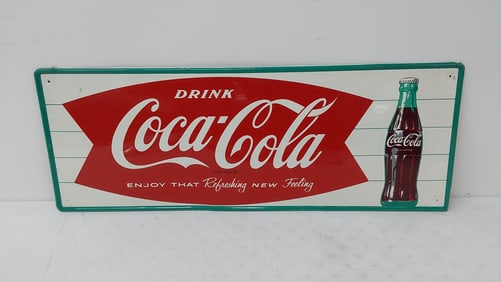 DRINK
Coca-Cola
ENJOY THAT Refreshing NEW Feeling
Coca-Cola